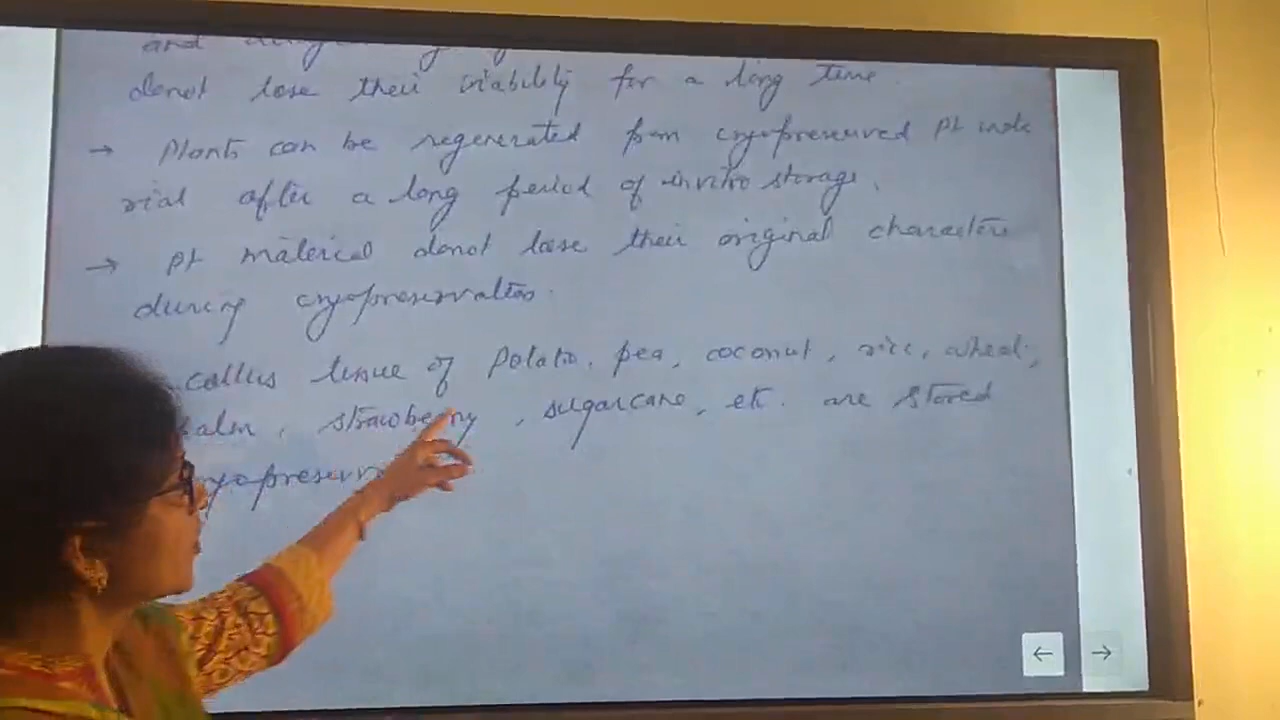 and
donot lose their viability for a long time.
→ Plants can be regenerated from cryopreserved pt mate
rial after a long period of invitro storage.
→ pt material donot lose their original characters
during cryopreservation.
callus tissue of potato, pea, coconut, rice, wheat,
palm, strawberry, sugarcane, etc. are stored